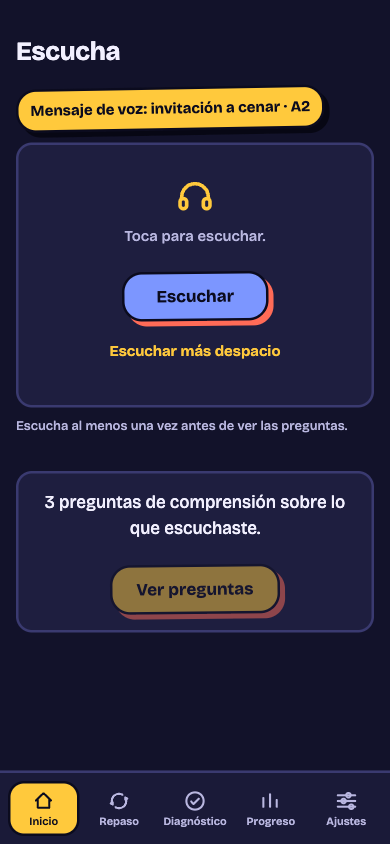 Escucha
Mensaje de voz: invitación a cenar · A2
Toca para escuchar.
Escuchar
Escuchar más despacio
Escucha al menos una vez antes de ver las preguntas.
3 preguntas de comprensión sobre lo
que escuchaste.
Ver preguntas
Inicio
Repaso
Diagnóstico
Progreso
Ajustes